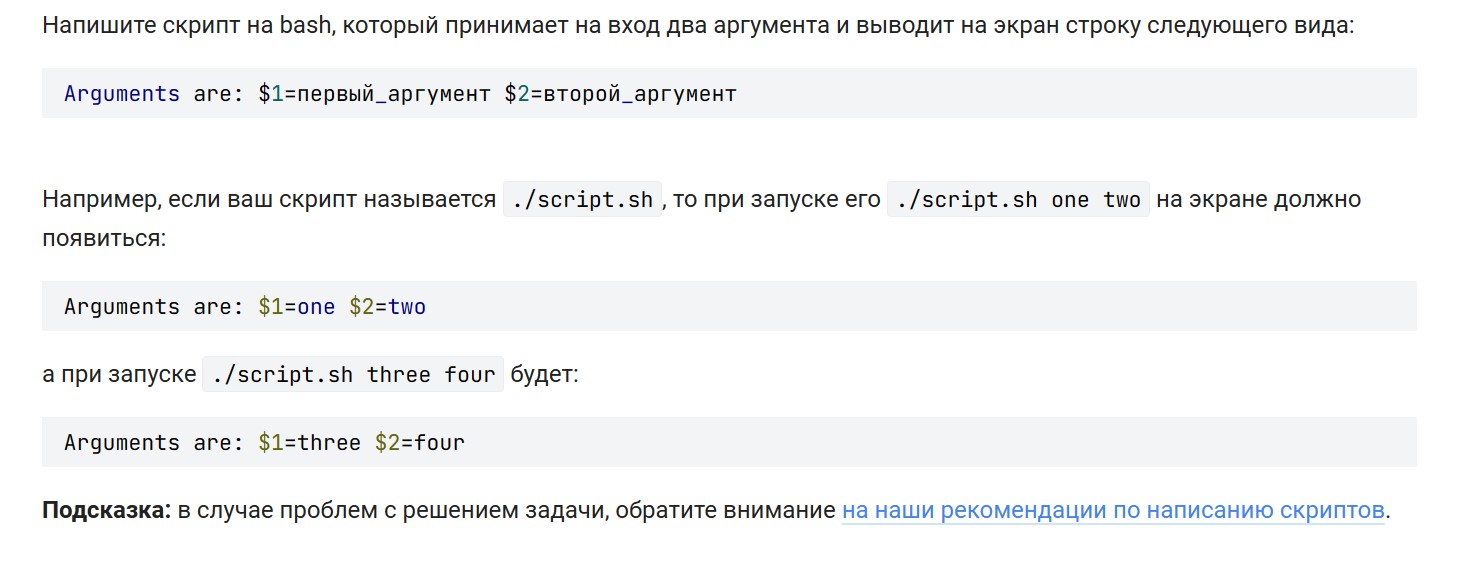 Напишите скрипт на bash, который принимает на вход два аргумента и выводит на экран строку следующего вида:
Arguments are: $1=первый_аргумент $2=второй_аргумент
Например, если ваш скрипт называется ./script.sh, то при запуске его ./script.sh one two на экране должно
появиться:
Arguments are: $1=one $2=two
а при запуске ./script.sh three four будет:
Arguments are: $1=three $2=four
Подсказка: в случае проблем с решением задачи, обратите внимание на наши рекомендации по написанию скриптов.